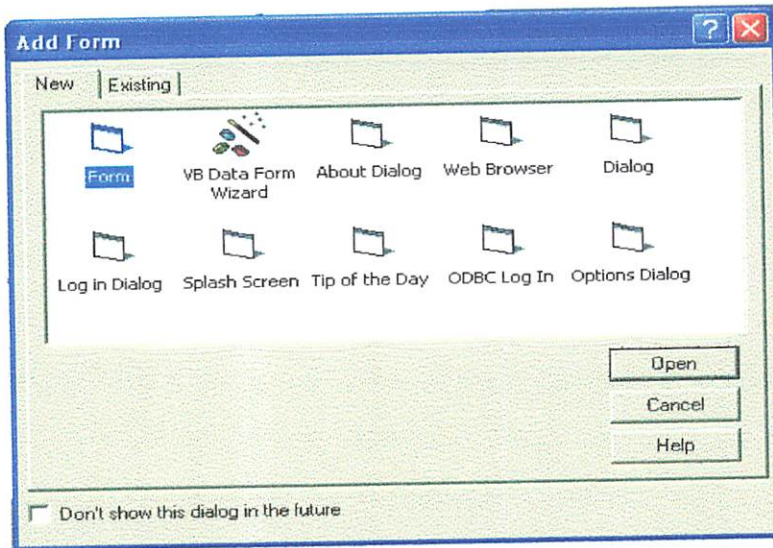 Add Form
New Existing
Form VB Data Form Wizard About Dialog Web Browser Dialog
Log in Dialog Splash Screen Tip of the Day ODBC Log In Options Dialog
Open
Cancel
Help
Don't show this dialog in the future